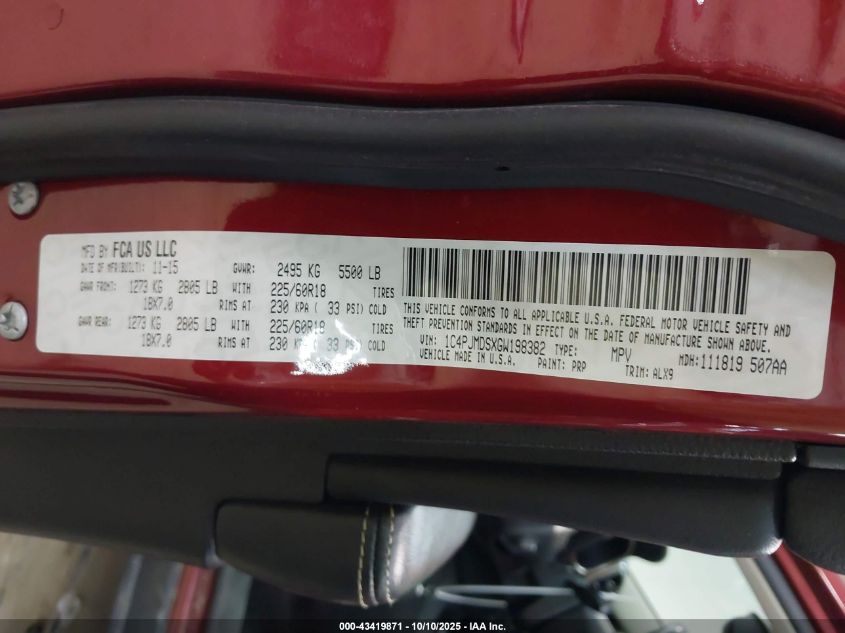 MFD BY FCA US LLC
DATE OF MFR(BUILT): 11-15 GVWR: 2495 KG 5500 LB
GAWR FRONT: 1273 KG 2805 LB WITH 225/60R18 TIRES
18X7.0 RIMS AT 230 KPA ( 33 PSI) COLD
GAWR REAR: 1273 KG 2805 LB WITH 225/60R18 TIRES
18X7.0 RIMS AT 230 KPA ( 33 PSI) COLD
THIS VEHICLE CONFORMS TO ALL APPLICABLE U.S.A. FEDERAL MOTOR VEHICLE SAFETY AND
THEFT PREVENTION STANDARDS IN EFFECT ON THE DATE OF MANUFACTURE SHOWN ABOVE.
VIN: 1C4PJMDSXGW198382 TYPE: MPV MDH: 111819 507AA
VEHICLE MADE IN U.S.A. PAINT: PRP TRIM: ALX9
000-43419871 | 10/10/2025 - IAA Inc.